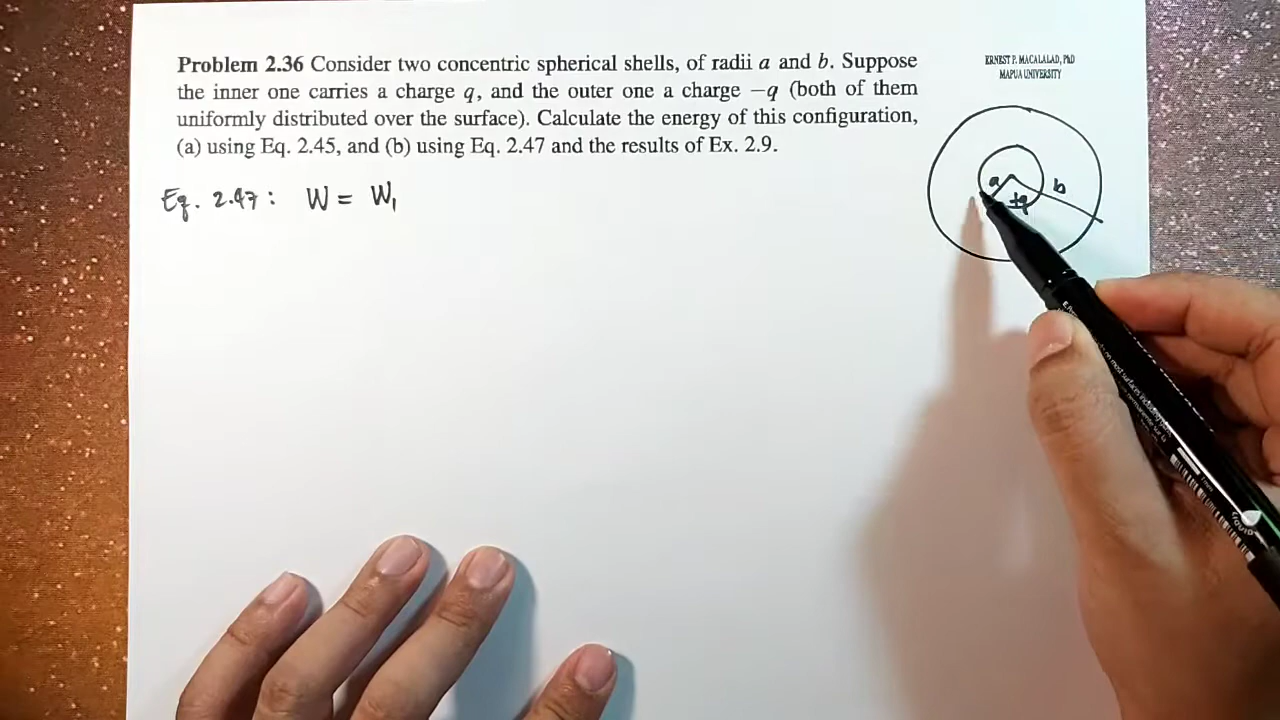 Problem 2.36 Consider two concentric spherical shells, of radii a and b. Suppose
the inner one carries a charge q, and the outer one a charge −q (both of them
uniformly distributed over the surface). Calculate the energy of this configuration,
(a) using Eq. 2.45, and (b) using Eq. 2.47 and the results of Ex. 2.9.
ERNEST P. MACALALAD, PhD
MAPUA UNIVERSITY
Eq. 2.47 : W = W₁
a
b
+q